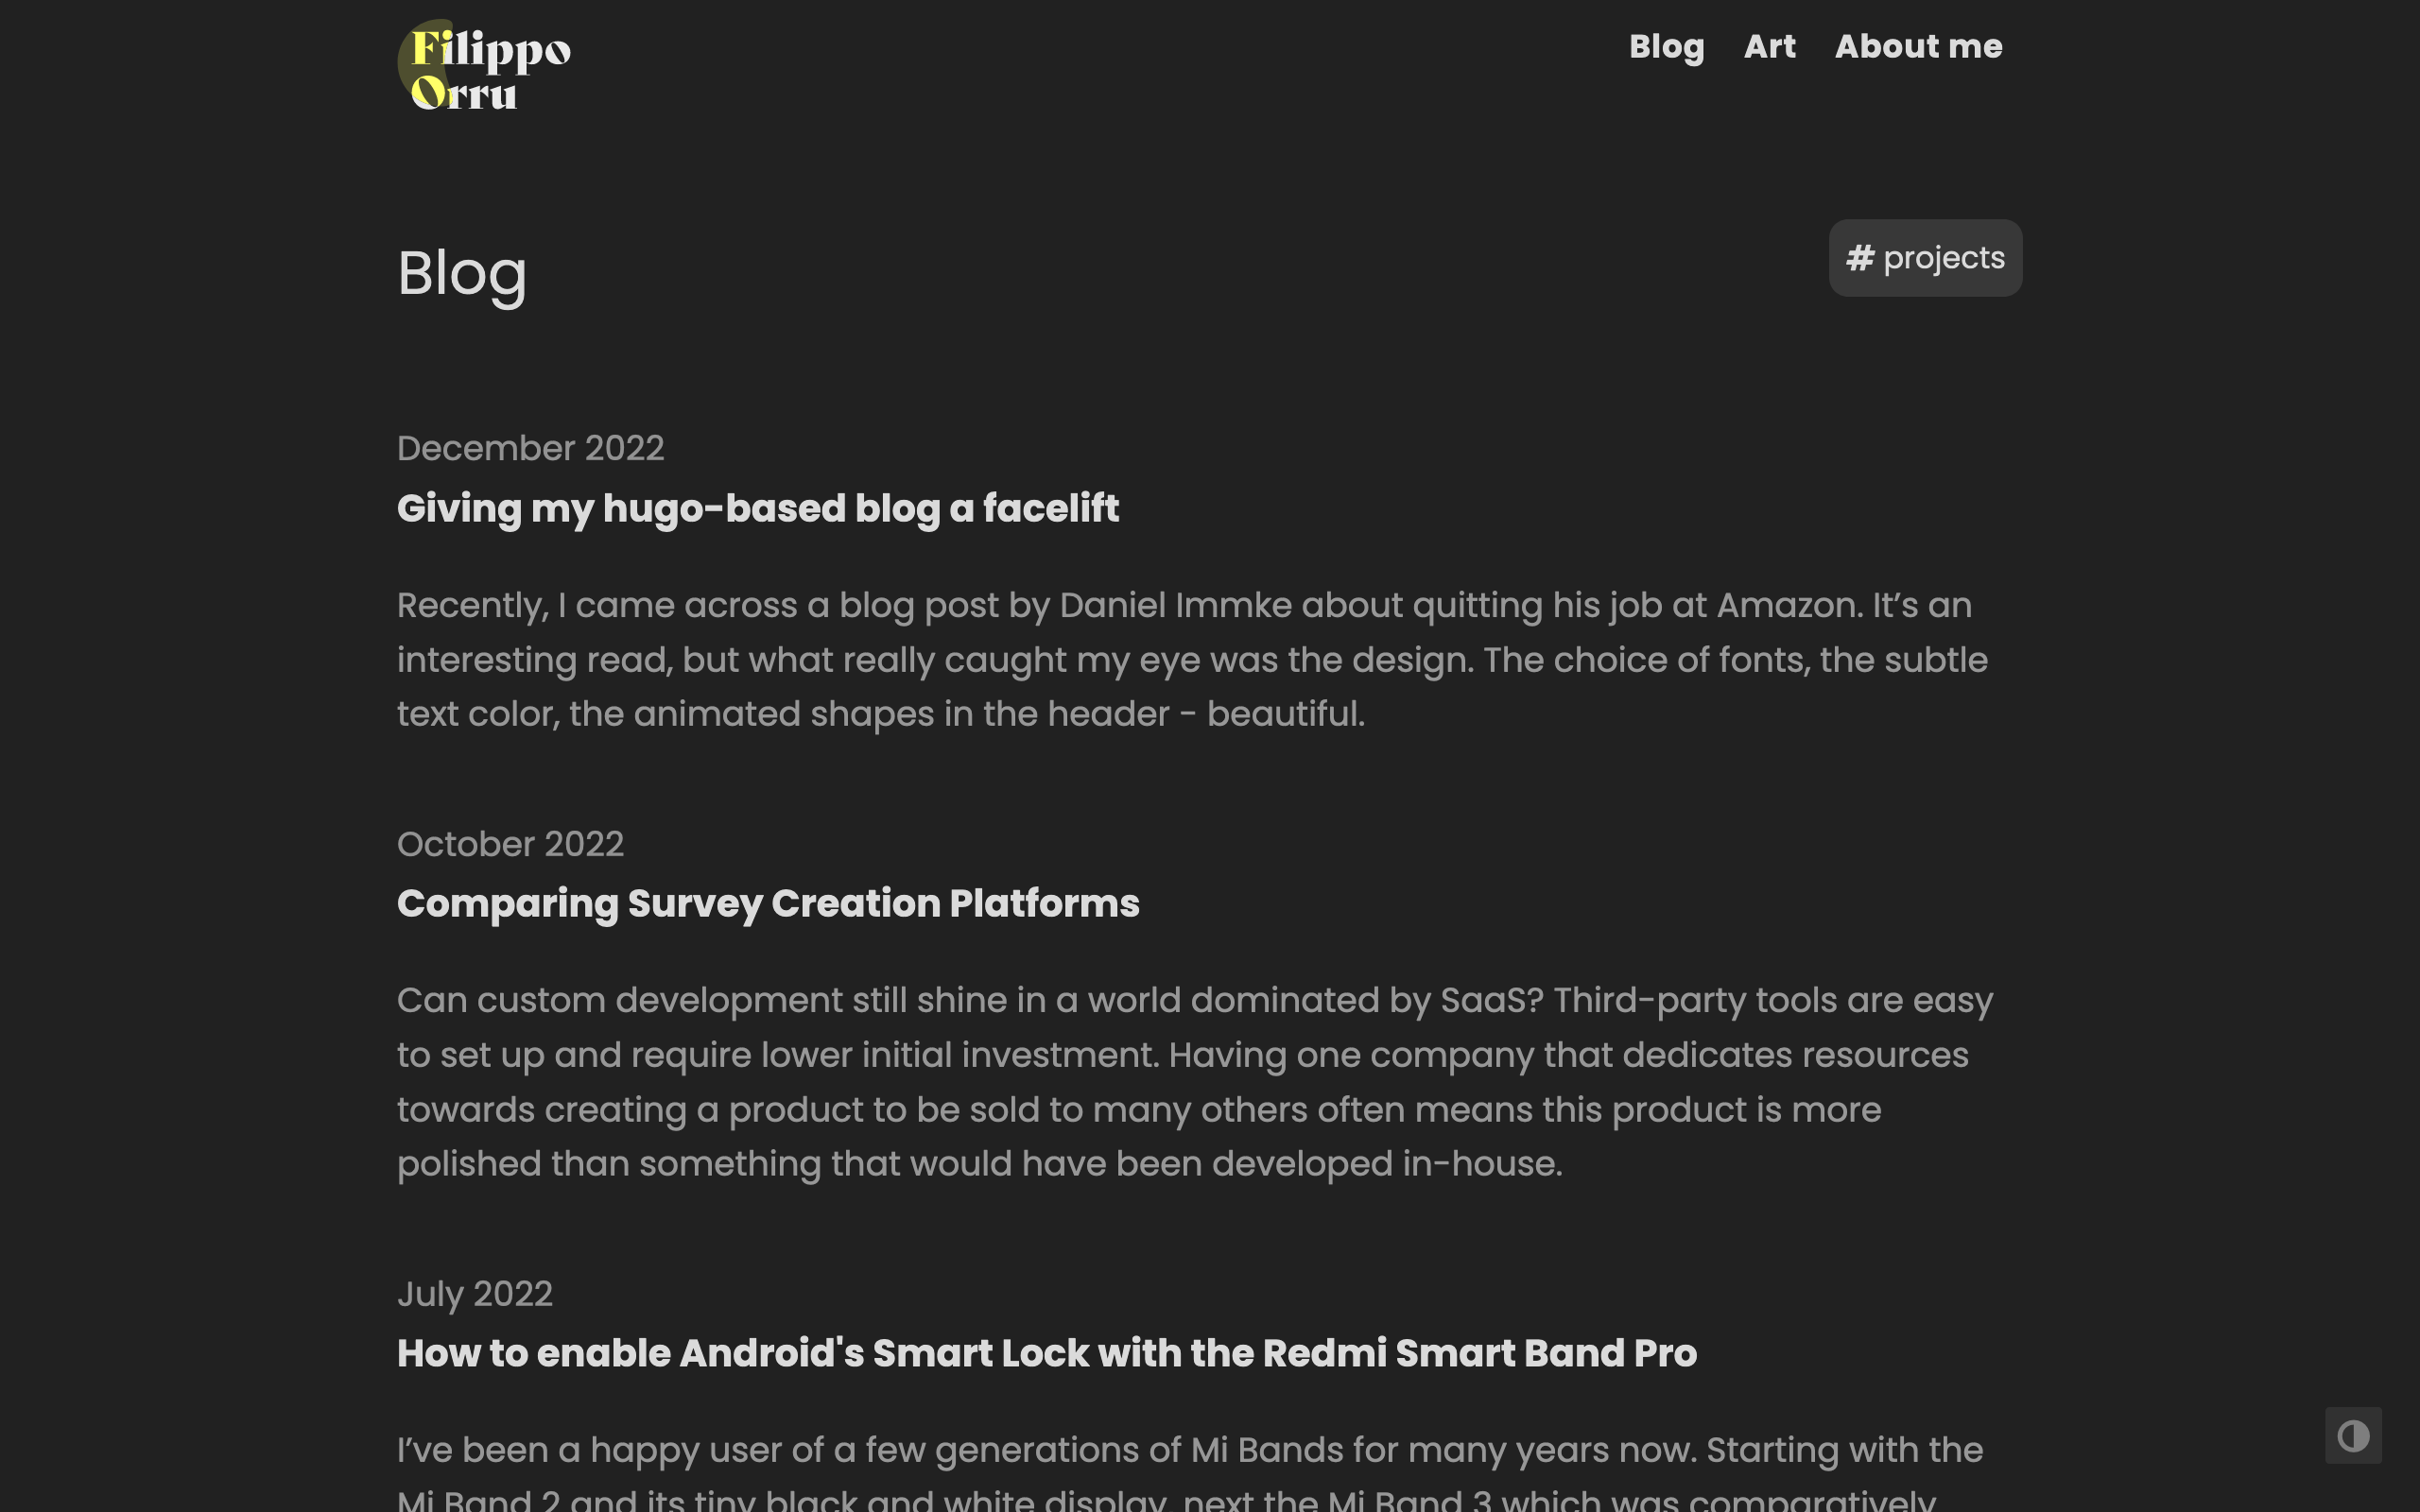 Filippo
Orru
Blog Art About me
Blog
# projects
December 2022
Giving my hugo-based blog a facelift
Recently, I came across a blog post by Daniel Immke about quitting his job at Amazon. It’s an
interesting read, but what really caught my eye was the design. The choice of fonts, the subtle
text color, the animated shapes in the header - beautiful.
October 2022
Comparing Survey Creation Platforms
Can custom development still shine in a world dominated by SaaS? Third-party tools are easy
to set up and require lower initial investment. Having one company that dedicates resources
towards creating a product to be sold to many others often means this product is more
polished than something that would have been developed in-house.
July 2022
How to enable Android's Smart Lock with the Redmi Smart Band Pro
I’ve been a happy user of a few generations of Mi Bands for many years now. Starting with the
Mi Band 2 and its tiny black and white display, next the Mi Band 3 which was comparatively